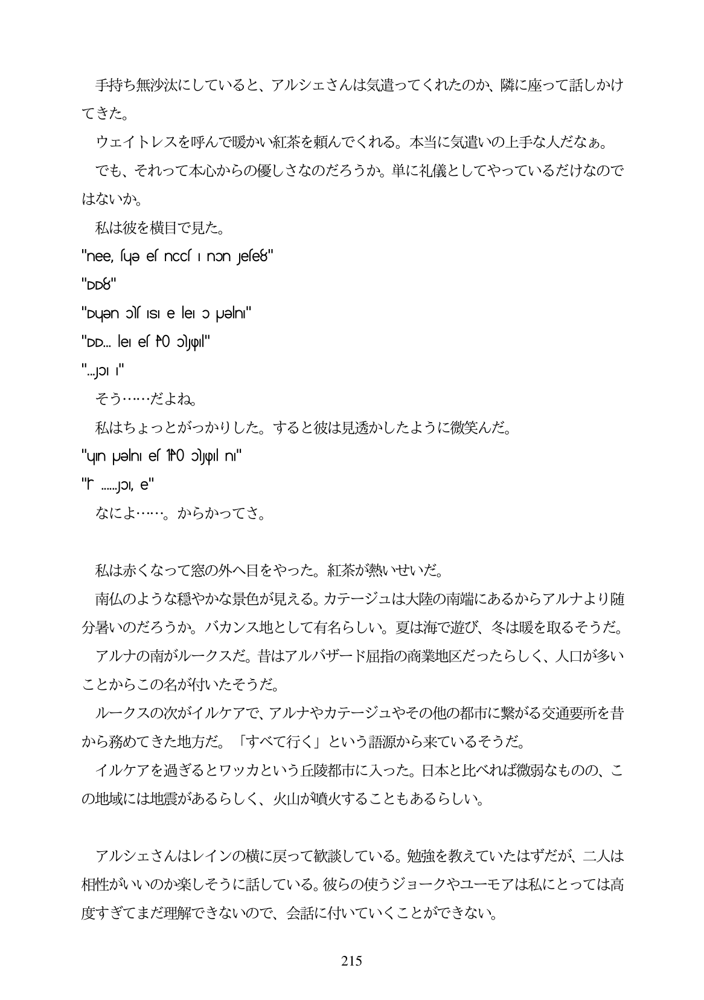 手持ち無沙汰にしていると、アルシェさんは気遣ってくれたのか、隣に座って話しかけ
てきた。
ウェイトレスを呼んで暖かい紅茶を頼んでくれる。本当に気遣いの上手な人だなぁ。
でも、それって本心からの優しさなのだろうか。単に礼儀としてやっているだけなので
はないか。
私は彼を横目で見た。
そう……だよね。
私はちょっとがっかりした。すると彼は見透かしたように微笑んだ。
なによ……。からかってさ。
私は赤くなって窓の外へ目をやった。紅茶が熱いせいだ。
南仏のような穏やかな景色が見える。カテージュは大陸の南端にあるからアルナより随
分暑いのだろうか。バカンス地として有名らしい。夏は海で遊び、冬は暖を取るそうだ。
アルナの南がルークスだ。昔はアルバザード屈指の商業地区だったらしく、人口が多い
ことからこの名が付いたそうだ。
ルークスの次がイルケアで、アルナやカテージュやその他の都市に繋がる交通要所を昔
から務めてきた地方だ。「すべて行く」という語源から来ているそうだ。
イルケアを過ぎるとワッカという丘陵都市に入った。日本と比べれば微弱なものの、こ
の地域には地震があるらしく、火山が噴火することもあるらしい。
アルシェさんはレインの横に戻って歓談している。勉強を教えていたはずだが、二人は
相性がいいのか楽しそうに話している。彼らの使うジョークやユーモアは私にとっては高
度すぎてまだ理解できないので、会話に付いていくことができない。
215